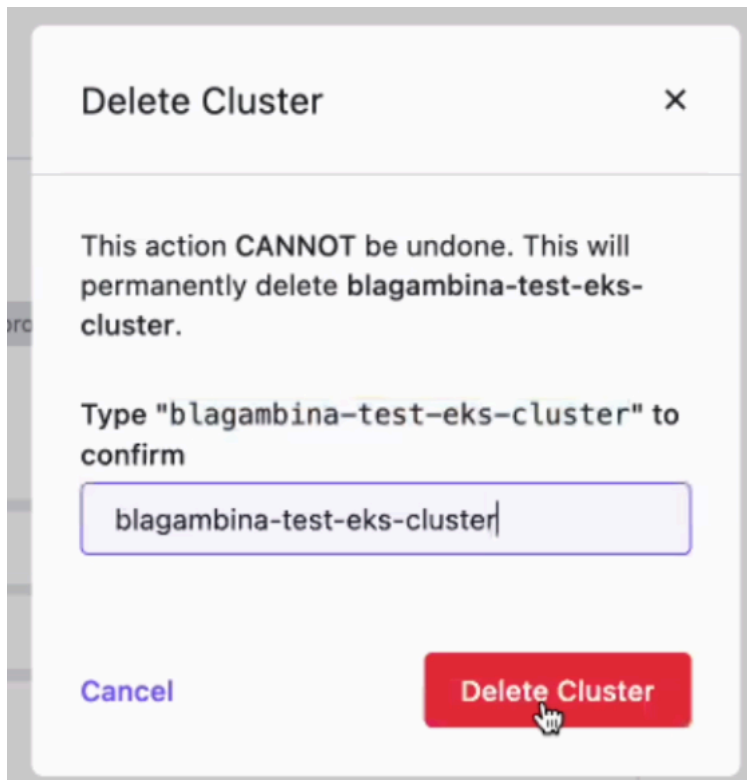 Delete Cluster
This action CANNOT be undone. This will
permanently delete blagambina-test-eks-
cluster.
Type "blagambina-test-eks-cluster" to
confirm
blagambina-test-eks-cluster
Cancel
Delete Cluster